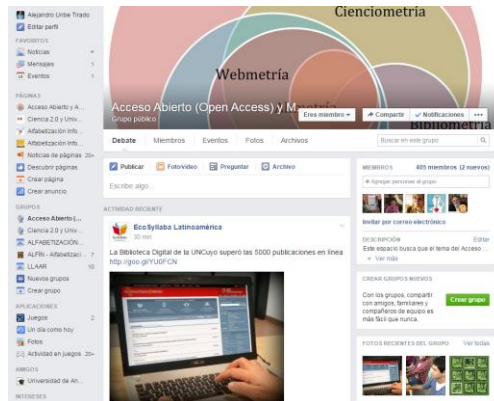 Alejandro Uribe Tirado
Editar perfil
FAVORITOS
Noticias
Mensajes 1
Eventos 1
PÁGINAS
Acceso Abierto y A...
Ciencia 2.0 y Univ...
Alfabetización Info...
Alfabetización Info...
Noticias de páginas 20+
Descubrir páginas
Crear página
Crear anuncio
GRUPOS
Acceso Abierto (...
Ciencia 2.0 y Univ...
ALFABETIZACIÓN...
ALFIN - Alfabetizaci... 7
LLAAR 10
Nuevos grupos
Crear grupo
APLICACIONES
Juegos 2
Un día como hoy
Fotos
Actividad en juegos 20+
AMIGOS
Universidad de An...
INTERESES
Cienciometría
Webmetría
Bibliometría
Acceso Abierto (Open Access) y M...
Grupo público
Eres miembro
Compartir
Notificaciones
Debate Miembros Eventos Fotos Archivos
Buscar en este grupo
Publicar Foto/vídeo Preguntar Archivo
Escribe algo...
ACTIVIDAD RECIENTE
EcoSyllaba Latinoamérica
30 min
La Biblioteca Digital de la UNCuyo superó las 5000 publicaciones en línea
http://goo.gl/YU0FCN
MIEMBROS 405 miembros (2 nuevos)
+ Agregar personas al grupo
Invitar por correo electrónico
DESCRIPCIÓN Editar
Este espacio busca que el tema del Acceso ...
Ver más
CREAR GRUPOS NUEVOS
Con los grupos, compartir
con amigos, familiares y
compañeros de equipo es
más fácil que nunca.
Crear grupo
FOTOS RECIENTES DEL GRUPO Ver todas